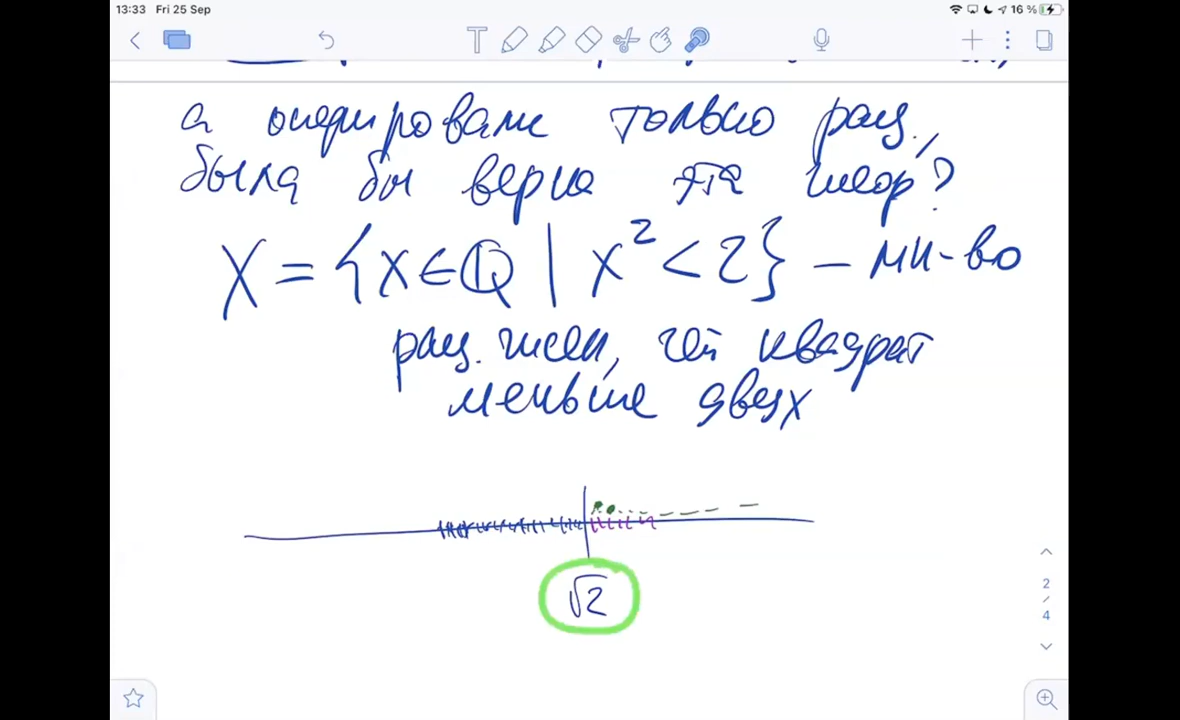 13:33 Fri 25 Sep 16 %
а оперировали только рац.,
была бы верна эта теор?
X = {x ∈ ℚ | x² < 2} – мн-во
рац. чисел, чей квадрат
меньше двух
√2
2
/
4